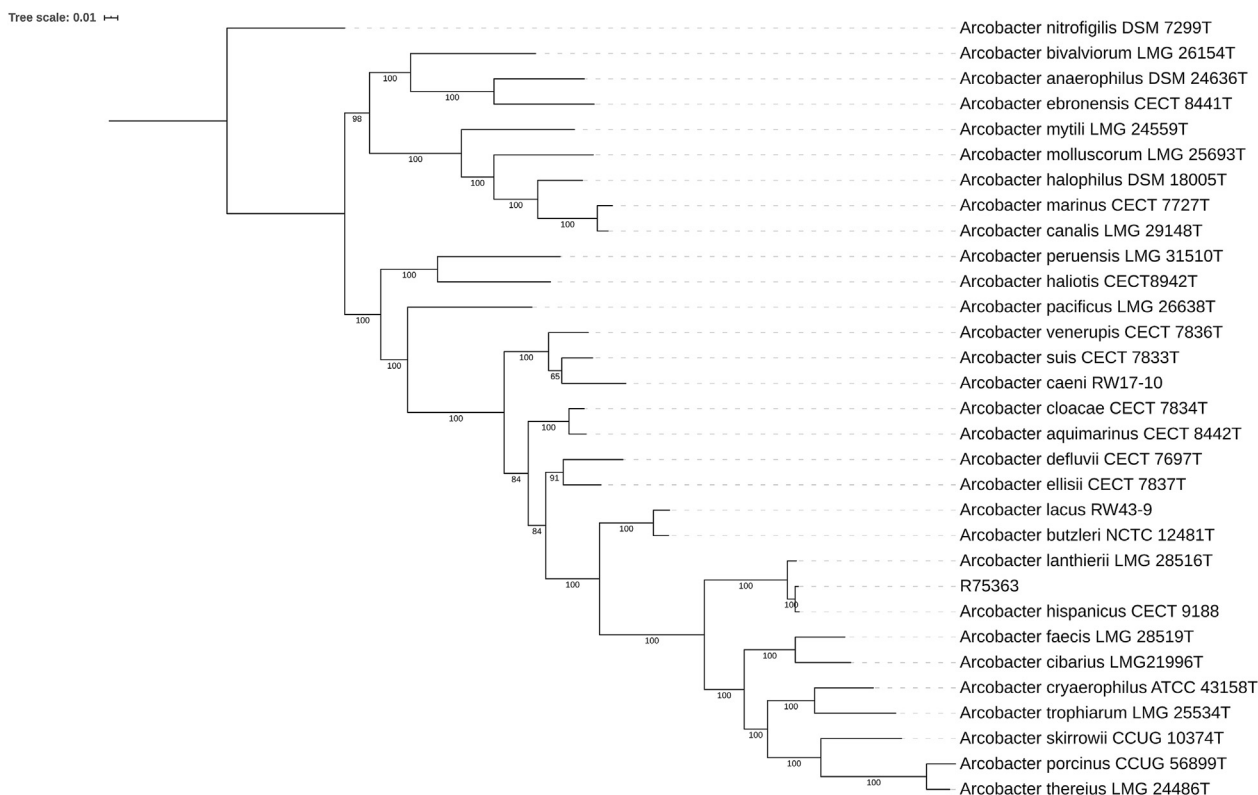 Tree scale: 0.01
Arcobacter nitrofigilis DSM 7299T
Arcobacter bivalviorum LMG 26154T
100
Arcobacter anaerophilus DSM 24636T
100
Arcobacter ebronensis CECT 8441T
98
Arcobacter mytili LMG 24559T
100
Arcobacter molluscorum LMG 25693T
Arcobacter halophilus DSM 18005T
100
Arcobacter marinus CECT 7727T
100
100
Arcobacter canalis LMG 29148T
Arcobacter peruensis LMG 31510T
100
Arcobacter haliotis CECT8942T
Arcobacter pacificus LMG 26638T
100
Arcobacter venerupis CECT 7836T
100
Arcobacter suis CECT 7833T
100
65
Arcobacter caeni RW17-10
Arcobacter cloacae CECT 7834T
100
100
Arcobacter aquimarinus CECT 8442T
Arcobacter defluvii CECT 7697T
84
91
Arcobacter ellisii CECT 7837T
Arcobacter lacus RW43-9
84
100
Arcobacter butzleri NCTC 12481T
Arcobacter lanthierii LMG 28516T
100
100
R75363
100
Arcobacter hispanicus CECT 9188
Arcobacter faecis LMG 28519T
100
100
Arcobacter cibarius LMG21996T
Arcobacter cryaerophilus ATCC 43158T
100
100
Arcobacter trophiarum LMG 25534T
100
Arcobacter skirrowii CCUG 10374T
100
Arcobacter porcinus CCUG 56899T
100
Arcobacter thereius LMG 24486T